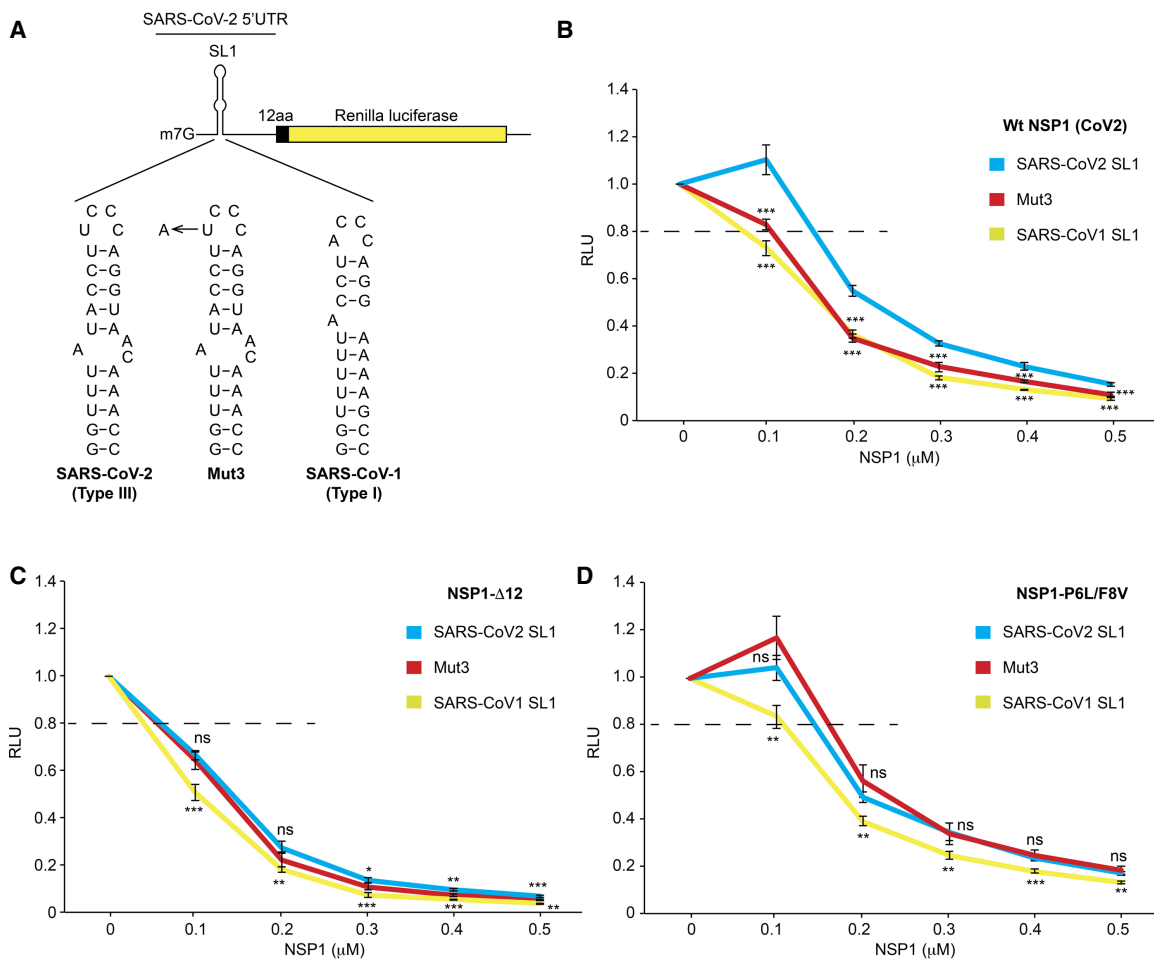 A
SARS-CoV-2 5'UTR
SL1
m7G
12aa
Renilla luciferase
C C
U C
U–A
C–G
C–G
A–U
U–A
A A
C
U–A
U–A
U–U
G–C
G–C
SARS-CoV-2
(Type III)
C C
A ← U C
U–A
C–G
C–G
A–U
U–A
A A
C
U–A
U–A
U–U
G–C
G–C
Mut3
C C
A C
U–G
C–G
C–G
A
U–A
U–A
U–A
U–G
G–C
G–C
SARS-CoV-1
(Type I)
B
Wt NSP1 (CoV2)
SARS-CoV2 SL1
Mut3
SARS-CoV1 SL1
RLU
1.4
1.2
1.0
0.8
0.6
0.4
0.2
0
***
***
***
***
***
***
***
***
***
***
0 0.1 0.2 0.3 0.4 0.5
NSP1 (μM)
C
NSP1-Δ12
SARS-CoV2 SL1
Mut3
SARS-CoV1 SL1
RLU
1.4
1.2
1.0
0.8
0.6
0.4
0.2
0
ns
***
ns
**
*
***
**
***
***
**
0 0.1 0.2 0.3 0.4 0.5
NSP1 (μM)
D
NSP1-P6L/F8V
SARS-CoV2 SL1
Mut3
SARS-CoV1 SL1
RLU
1.4
1.2
1.0
0.8
0.6
0.4
0.2
0
ns
**
ns
**
ns
**
ns
***
ns
**
0 0.1 0.2 0.3 0.4 0.5
NSP1 (μM)